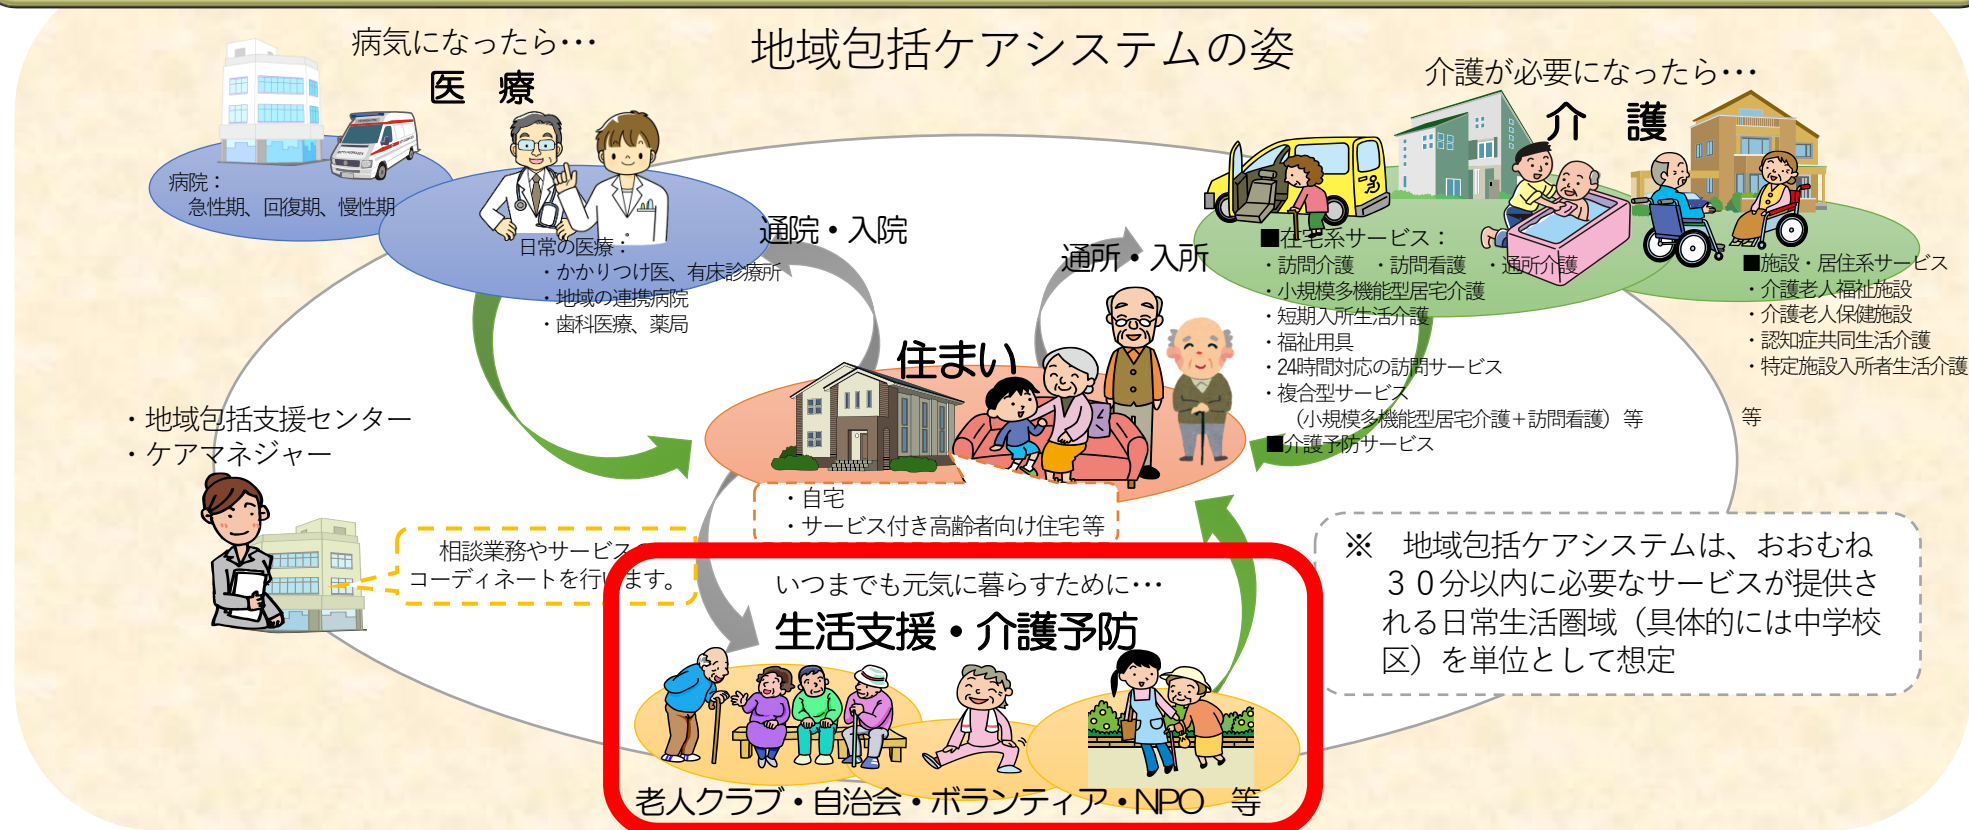 地域包括ケアシステムの姿
病気になったら･･･
医　療
病院：
急性期、回復期、慢性期
日常の医療：
・かかりつけ医、有床診療所
・地域の連携病院
・歯科医療、薬局
通院・入院
通所・入所
介護が必要になったら･･･
介　護
■在宅系サービス：
・訪問介護　・訪問看護　・通所介護
・小規模多機能型居宅介護
・短期入所生活介護
・福祉用具
・24時間対応の訪問サービス
・複合型サービス
（小規模多機能型居宅介護＋訪問看護）等
■介護予防サービス
■施設・居住系サービス
・介護老人福祉施設
・介護老人保健施設
・認知症共同生活介護
・特定施設入所者生活介護
等
住まい
・自宅
・サービス付き高齢者向け住宅等
・地域包括支援センター
・ケアマネジャー
相談業務やサービス
コーディネートを行います。
いつまでも元気に暮らすために･･･
生活支援・介護予防
老人クラブ・自治会・ボランティア・NPO　等
※　地域包括ケアシステムは、おおむね
３０分以内に必要なサービスが提供さ
れる日常生活圏域（具体的には中学校
区）を単位として想定